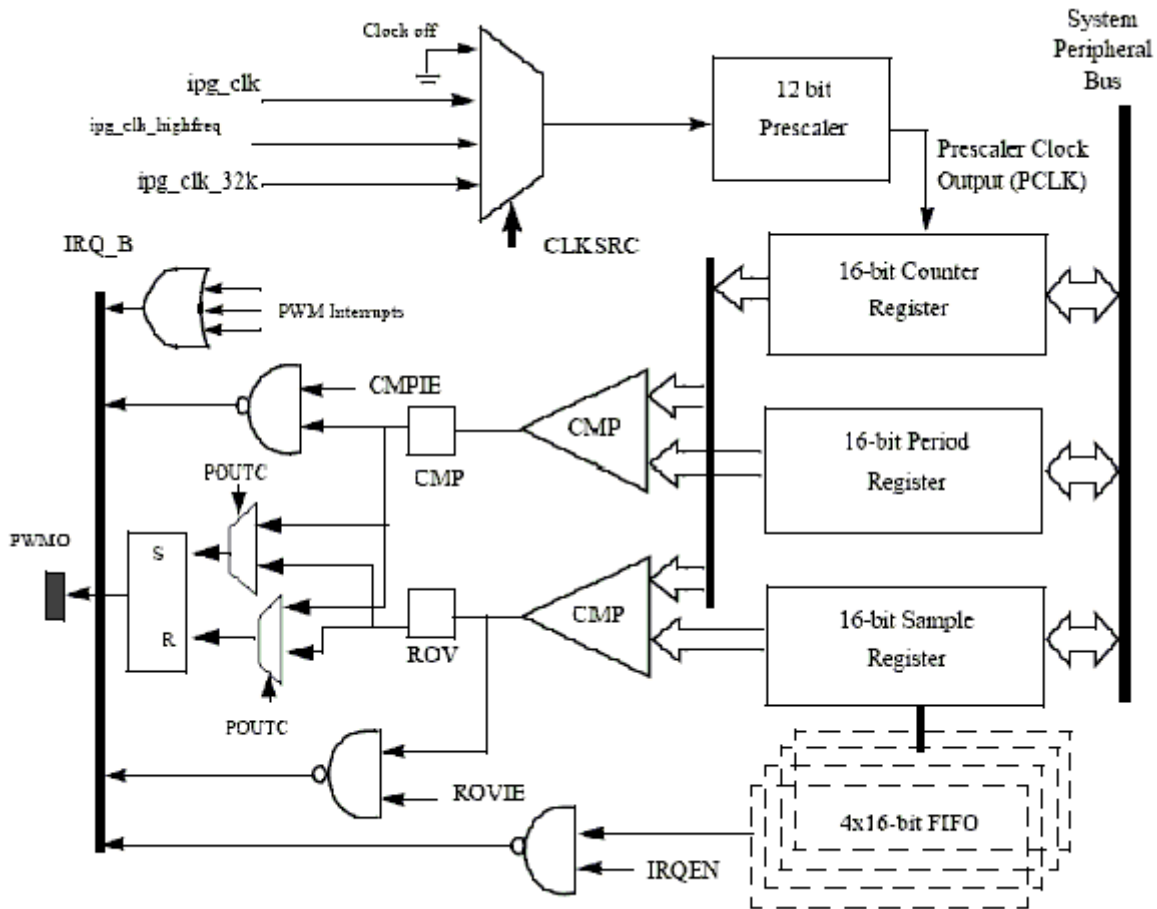 System
Peripheral
Bus
Clock off
ipg_clk
ipg_clk_highfreq
ipg_clk_32k
12 bit
Prescaler
Prescaler Clock
Output (PCLK)
CLKSRC
IRQ_B
16-bit Counter
Register
PWM Interrupts
CMPIE
CMP
CMP
16-bit Period
Register
POUTC
PWMO
S
R
ROV
CMP
16-bit Sample
Register
POUTC
ROVIE
4x16-bit FIFO
IRQEN